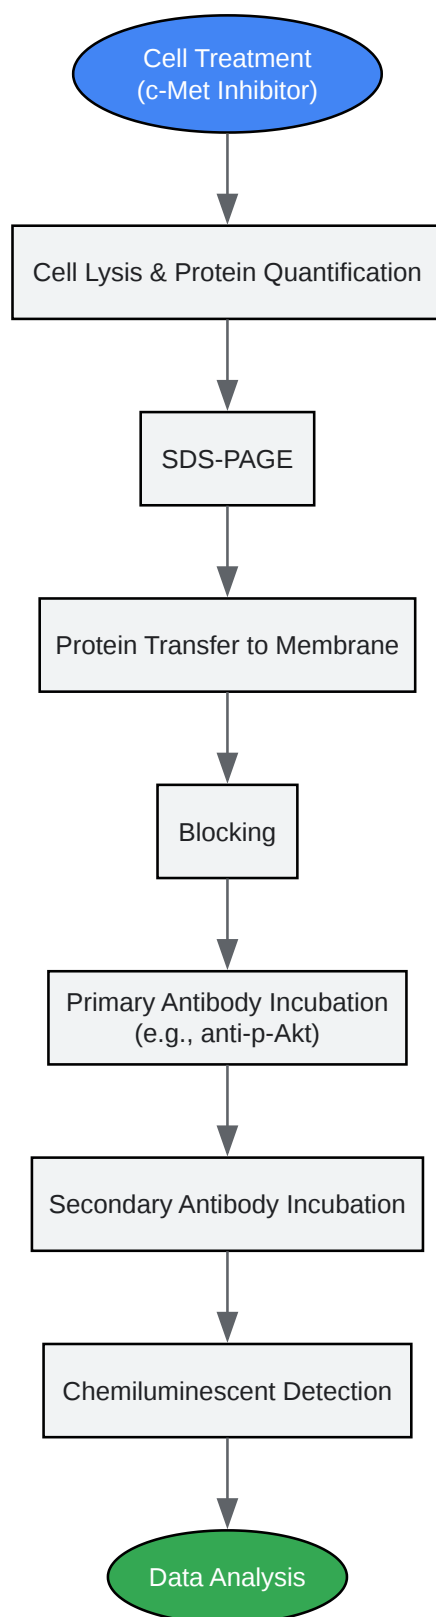 Cell Treatment
(c-Met Inhibitor)
Cell Lysis & Protein Quantification
SDS-PAGE
Protein Transfer to Membrane
Blocking
Primary Antibody Incubation
(e.g., anti-p-Akt)
Secondary Antibody Incubation
Chemiluminescent Detection
Data Analysis